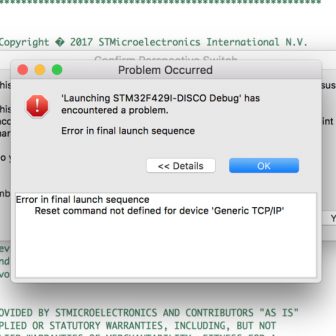 ****************************************************
Copyright � 2017 STMicroelectronics International N.V.
Confirm Perspective Switch
Problem Occurred
'Launching STM32F429I-DISCO Debug' has
encountered a problem.
Error in final launch sequence
<< Details
OK
Error in final launch sequence
Reset command not defined for device 'Generic TCP/IP'
OVIDED BY STMICROELECTRONICS AND CONTRIBUTORS "AS IS"
PLIED OR STATUTORY WARRANTIES, INCLUDING, BUT NOT